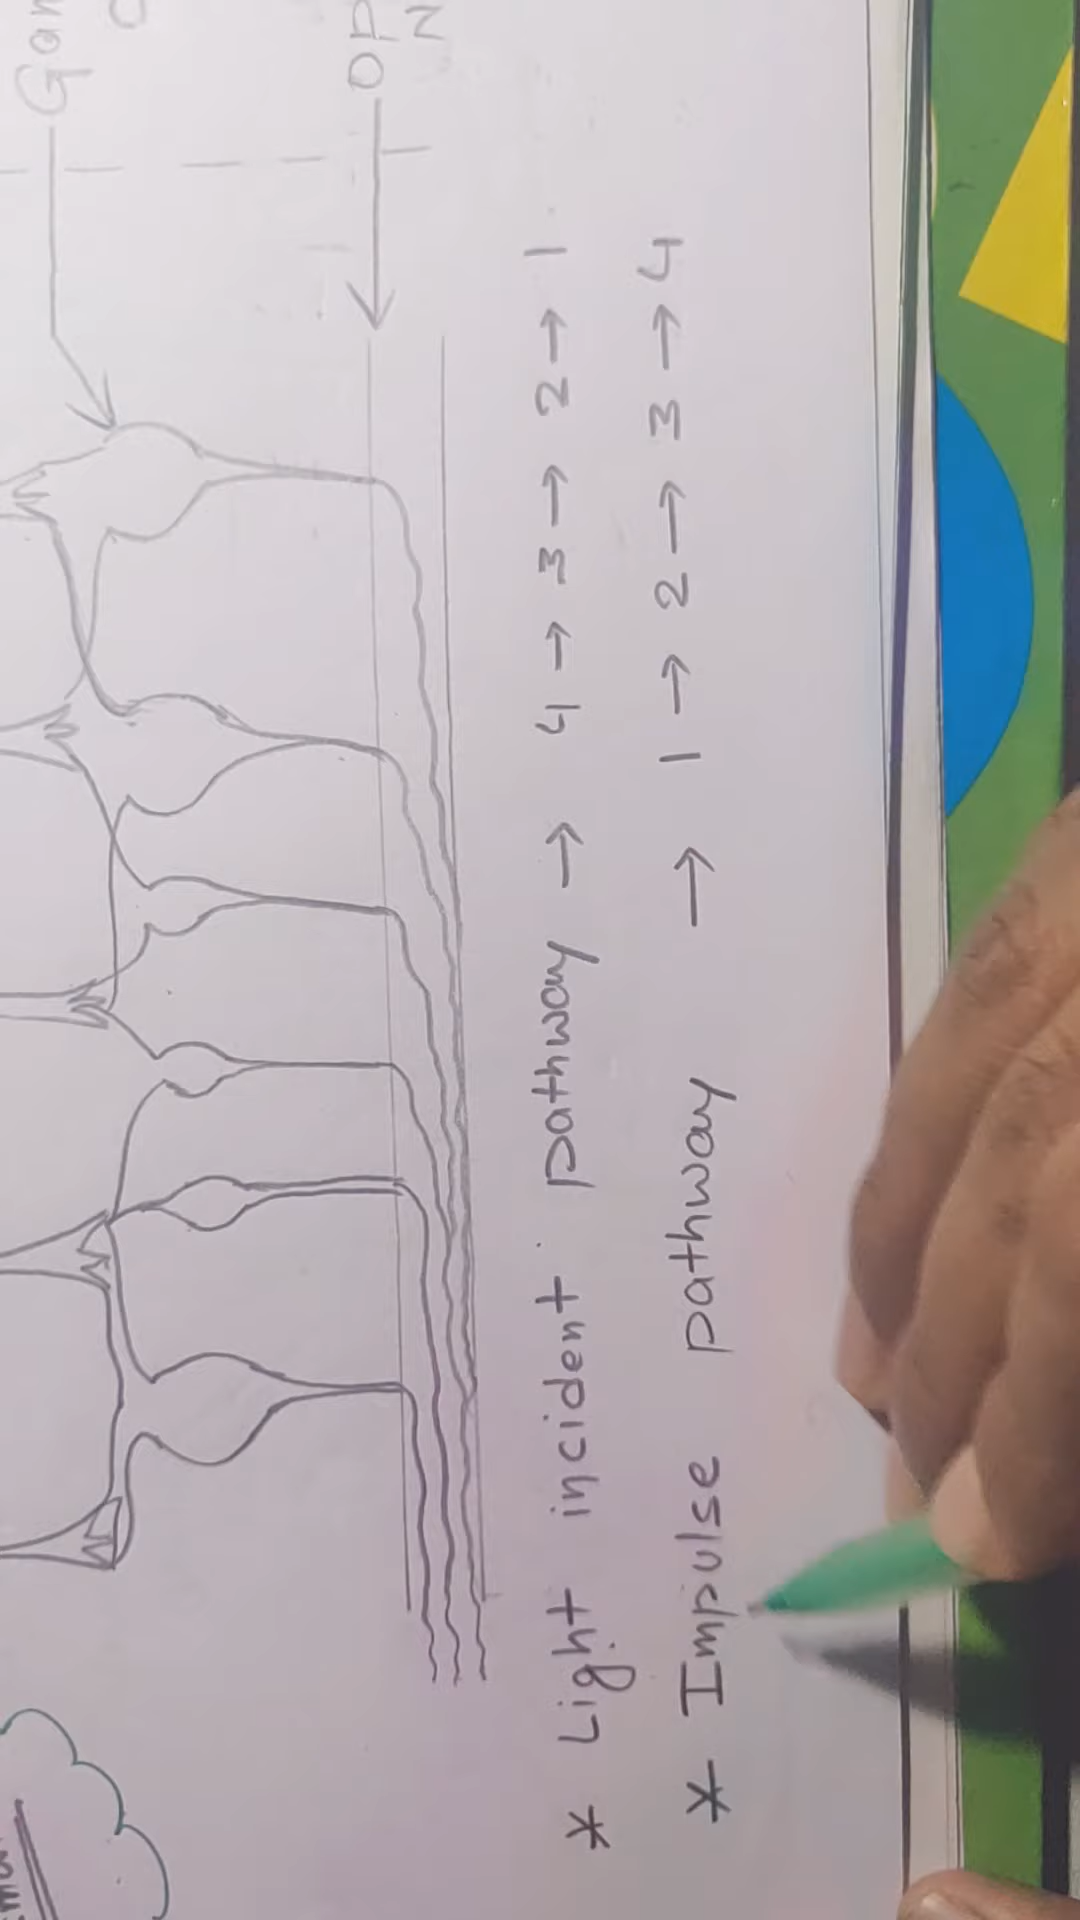 * Light incident pathway → 4 → 3 → 2 → 1
* Impulse pathway → 1 → 2 → 3 → 4